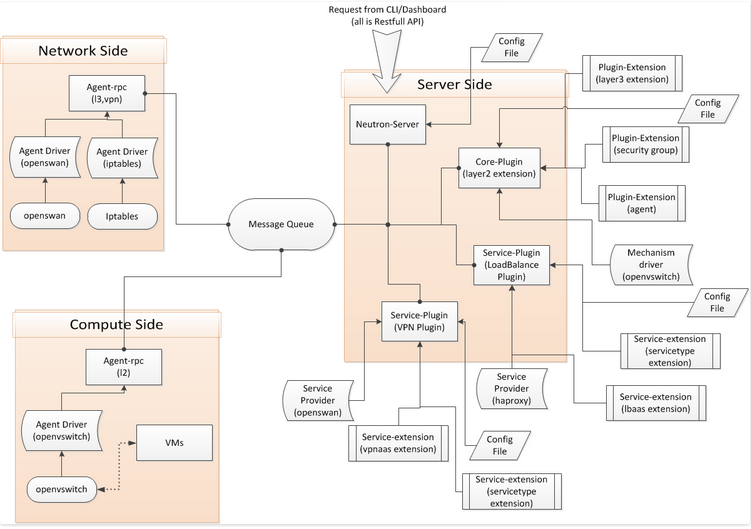 Request from CLI/Dashboard
(all is Restfull API)
Network Side
Agent-rpc
(l3,vpn)
Agent Driver
(openswan)
Agent Driver
(iptables)
openswan
Iptables
Message Queue
Server Side
Neutron-Server
Config
File
Core-Plugin
(layer2 extension)
Plugin-Extension
(layer3 extension)
Config
File
Plugin-Extension
(security group)
Plugin-Extension
(agent)
Mechanism
driver
(openvswitch)
Service-Plugin
(LoadBalance
Plugin)
Config
File
Service-Plugin
(VPN Plugin)
Service-extension
(servicetype
extension)
Service
Provider
(openswan)
Service
Provider
(haproxy)
Service-extension
(lbaas extension)
Service-extension
(vpnaas extension)
Config
File
Service-extension
(servicetype
extension)
Compute Side
Agent-rpc
(l2)
Agent Driver
(openvswitch)
VMs
openvswitch